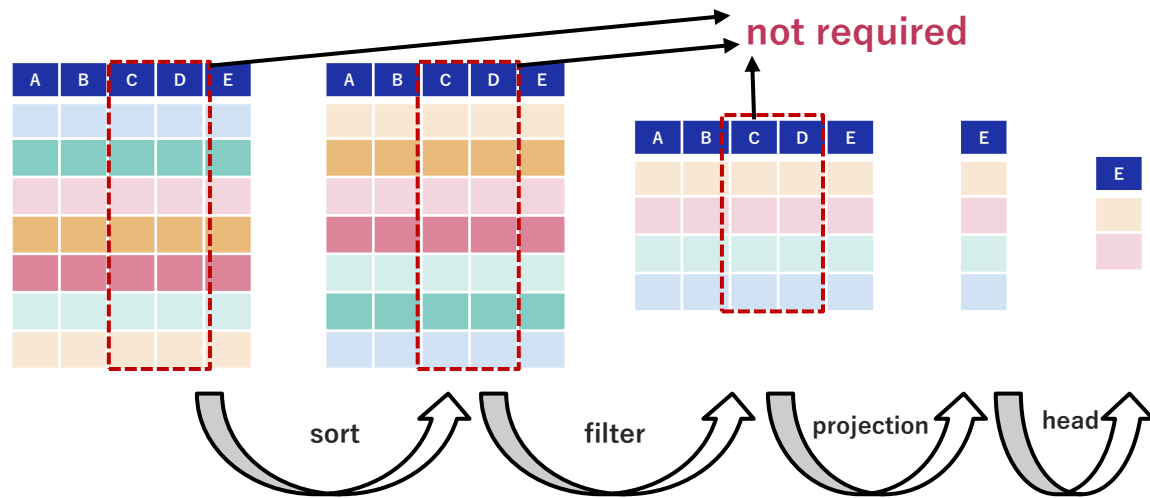 not required
A B C D E
A B C D E
A B C D E
E
E
sort
filter
projection
head